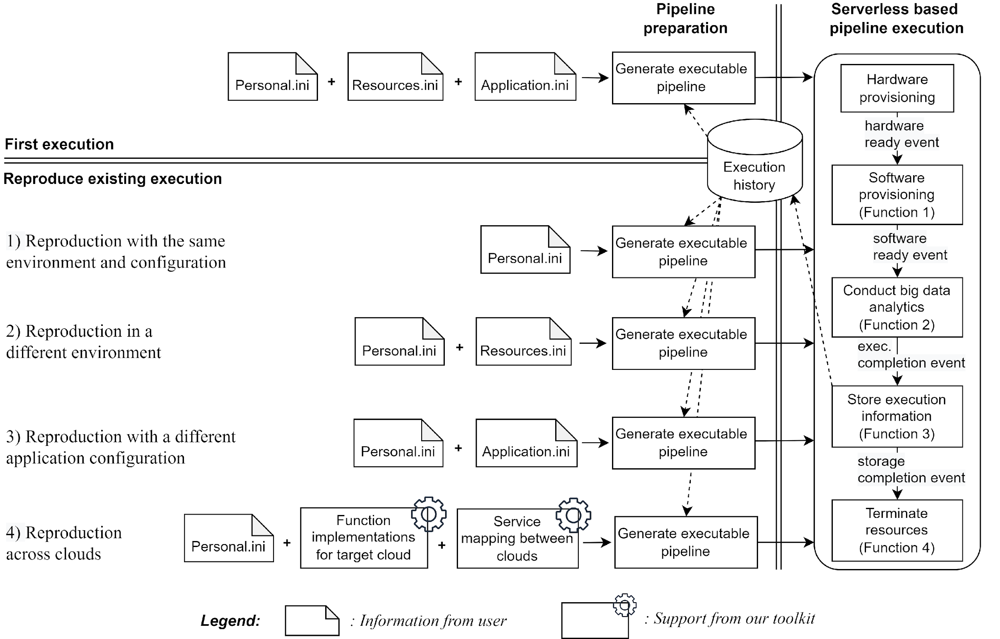 Pipeline
preparation
Serverless based
pipeline execution
Personal.ini
+
Resources.ini
+
Application.ini
Generate executable
pipeline
Hardware
provisioning
hardware
ready event
First execution
Execution
history
Reproduce existing execution
Software
provisioning
(Function 1)
software
ready event
1) Reproduction with the same
environment and configuration
Personal.ini
Generate executable
pipeline
Conduct big data
analytics
(Function 2)
exec.
completion event
2) Reproduction in a
different environment
Personal.ini
+
Resources.ini
Generate executable
pipeline
Store execution
information
(Function 3)
storage
completion event
3) Reproduction with a different
application configuration
Personal.ini
+
Application.ini
Generate executable
pipeline
Terminate
resources
(Function 4)
4) Reproduction
across clouds
Personal.ini
+
Function
implementations
for target cloud
+
Service
mapping between
clouds
Generate executable
pipeline
Legend:
: Information from user
: Support from our toolkit